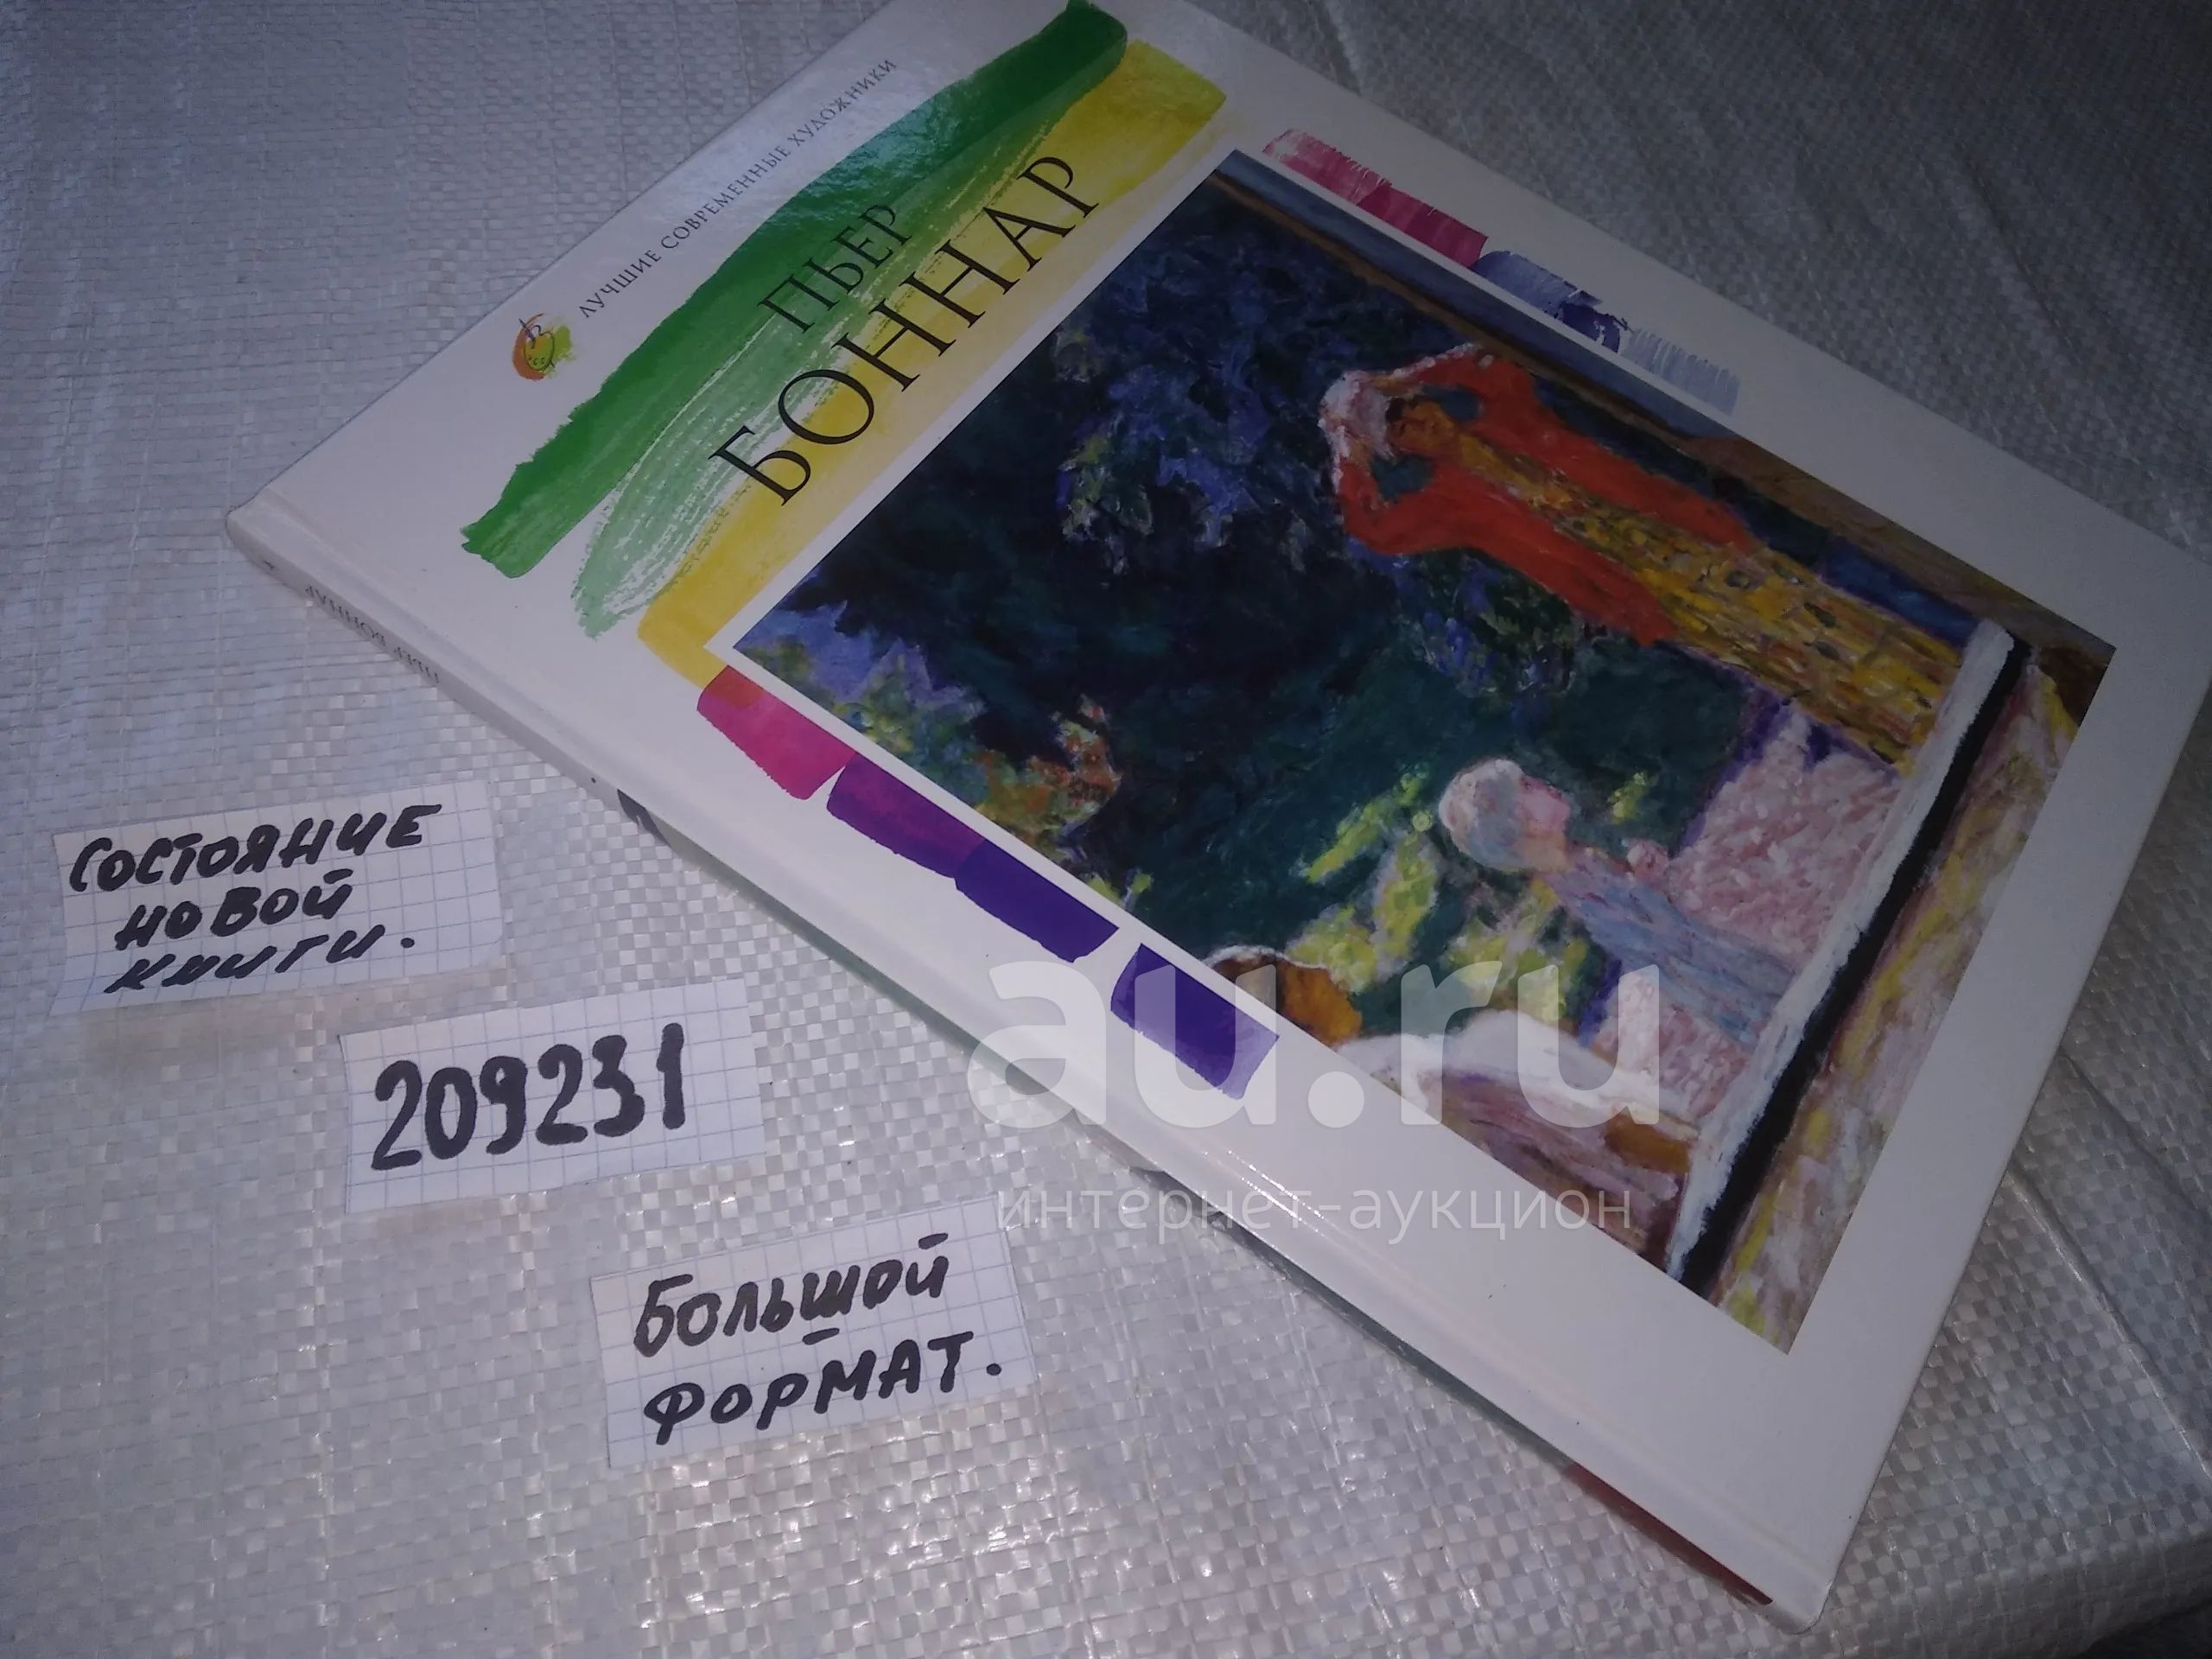 ЛУЧШИЕ СОВРЕМЕННЫЕ ХУДОЖНИКИ
ПЬЕР
БОННАР
ПЬЕР БОННАР
СОСТОЯНИЕ
НОВОЙ
КНИГИ.
209231
БОЛЬШОЙ
ФОРМАТ.
au.ru
интернет-аукцион